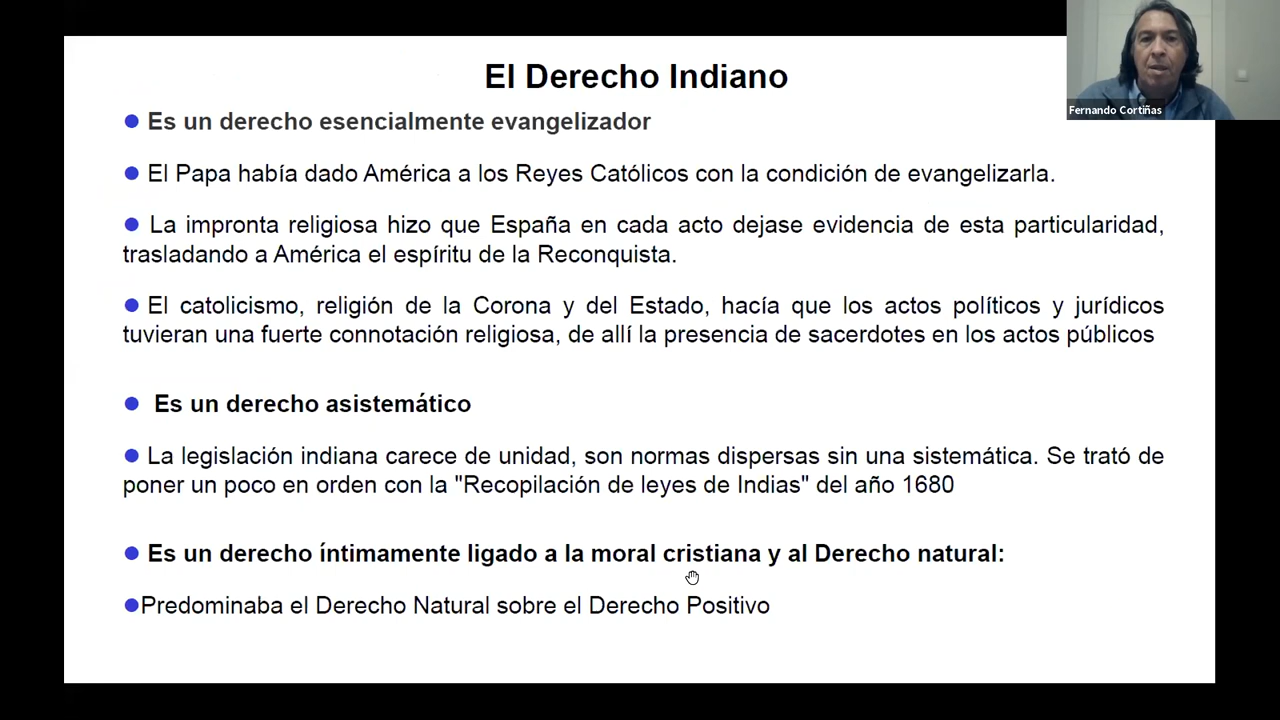 El Derecho Indiano
Fernando Cortiñas
● Es un derecho esencialmente evangelizador
● El Papa había dado América a los Reyes Católicos con la condición de evangelizarla.
● La impronta religiosa hizo que España en cada acto dejase evidencia de esta particularidad,
trasladando a América el espíritu de la Reconquista.
● El catolicismo, religión de la Corona y del Estado, hacía que los actos políticos y jurídicos
tuvieran una fuerte connotación religiosa, de allí la presencia de sacerdotes en los actos públicos
● Es un derecho asistemático
● La legislación indiana carece de unidad, son normas dispersas sin una sistemática. Se trató de
poner un poco en orden con la "Recopilación de leyes de Indias" del año 1680
● Es un derecho íntimamente ligado a la moral cristiana y al Derecho natural:
●Predominaba el Derecho Natural sobre el Derecho Positivo